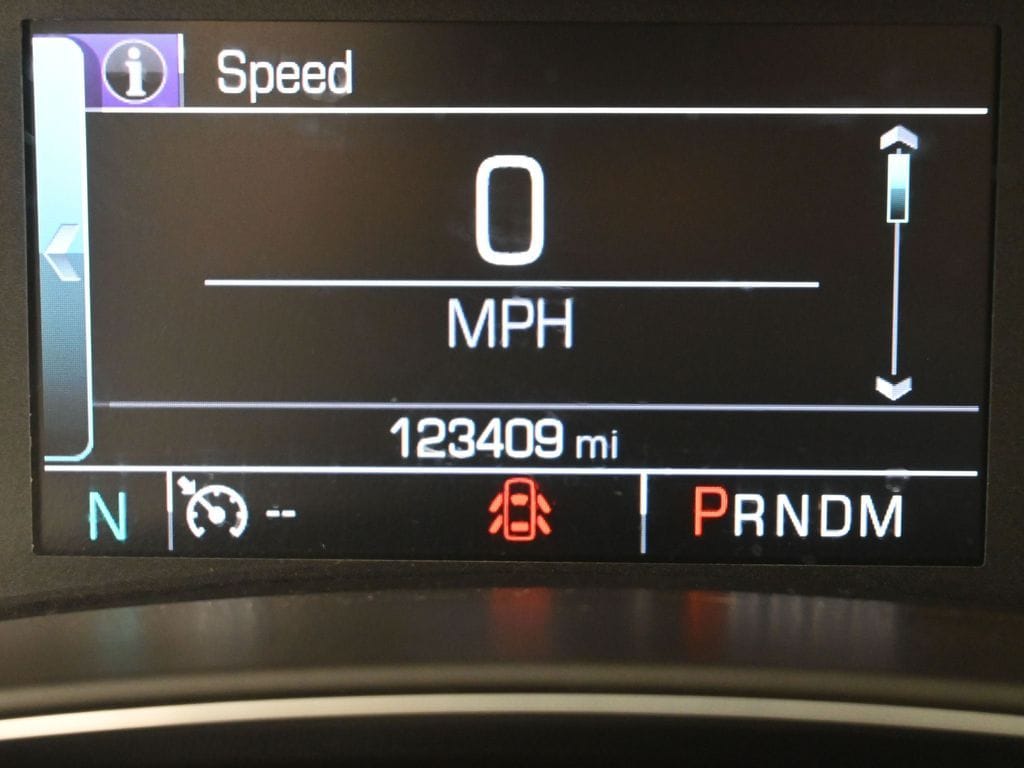 i Speed
0
MPH
123409 mi
N -- PRNDM